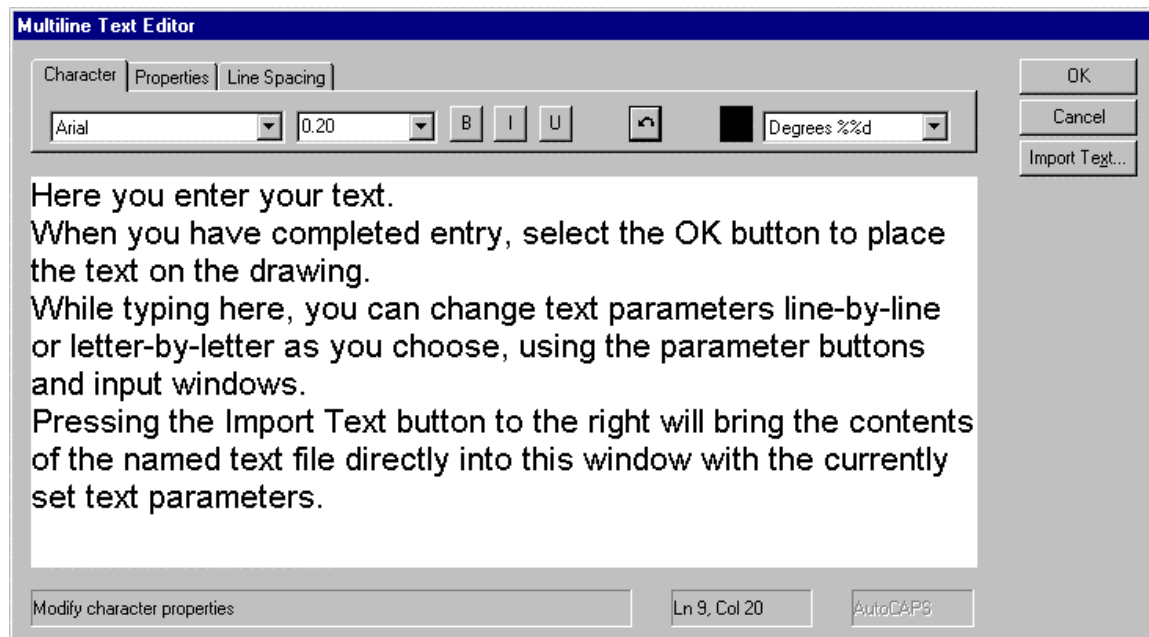 Multiline Text Editor
Character Properties Line Spacing
OK
Arial 0.20 B I U Degrees %%d
Cancel
Import Text...
Here you enter your text.
When you have completed entry, select the OK button to place
the text on the drawing.
While typing here, you can change text parameters line-by-line
or letter-by-letter as you choose, using the parameter buttons
and input windows.
Pressing the Import Text button to the right will bring the contents
of the named text file directly into this window with the currently
set text parameters.
Modify character properties Ln 9, Col 20 AutoCAPS